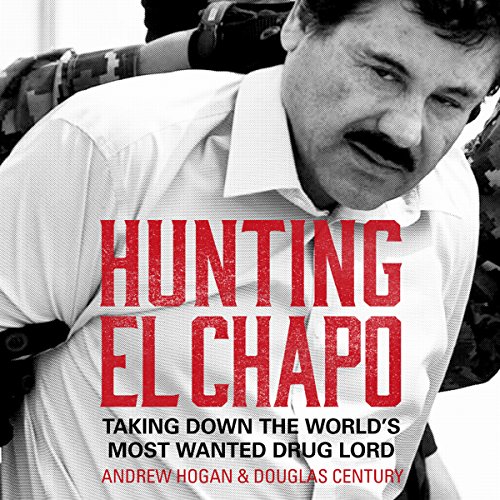 HUNTING
EL CHAPO
TAKING DOWN THE WORLD'S
MOST WANTED DRUG LORD
ANDREW HOGAN & DOUGLAS CENTURY